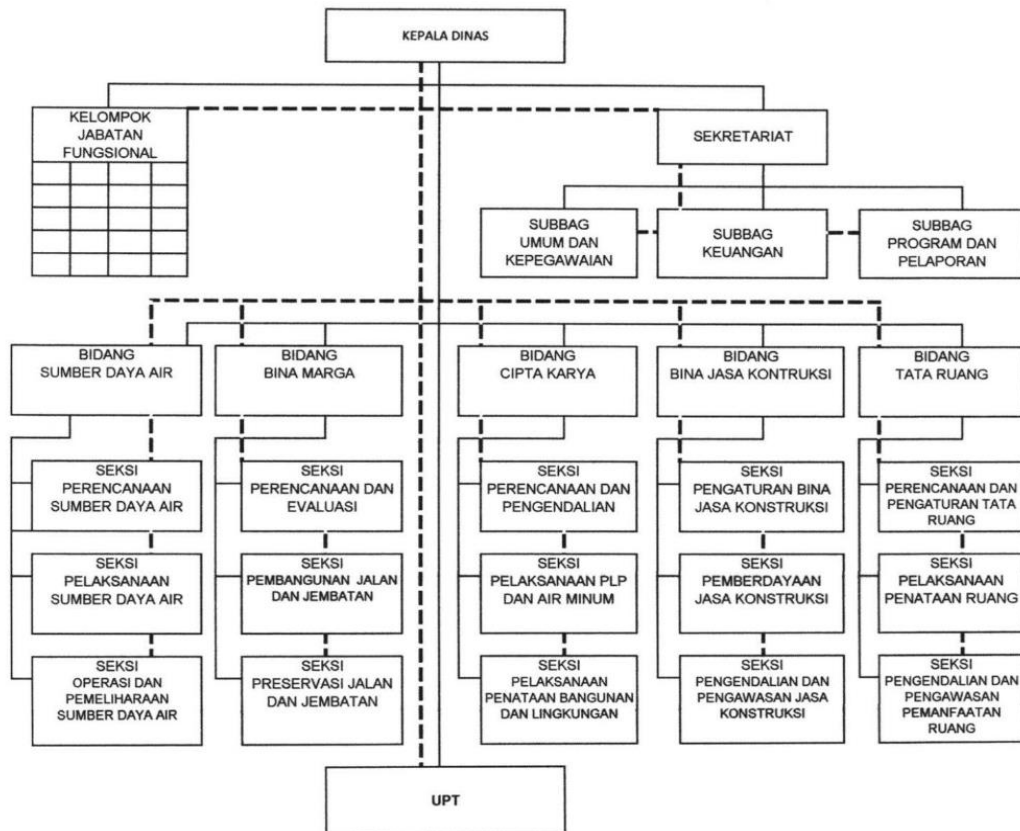 KEPALA DINAS
KELOMPOK
JABATAN
FUNGSIONAL
SEKRETARIAT
SUBBAG
UMUM DAN
KEPEGAWAIAN
SUBBAG
KEUANGAN
SUBBAG
PROGRAM DAN
PELAPORAN
BIDANG
SUMBER DAYA AIR
BIDANG
BINA MARGA
BIDANG
CIPTA KARYA
BIDANG
BINA JASA KONTRUKSI
BIDANG
TATA RUANG
SEKSI
PERENCANAAN
SUMBER DAYA AIR
SEKSI
PERENCANAAN DAN
EVALUASI
SEKSI
PERENCANAAN DAN
PENGENDALIAN
SEKSI
PENGATURAN BINA
JASA KONSTRUKSI
SEKSI
PERENCANAAN DAN
PENGATURAN TATA
RUANG
SEKSI
PELAKSANAAN
SUMBER DAYA AIR
SEKSI
PEMBANGUNAN JALAN
DAN JEMBATAN
SEKSI
PELAKSANAAN PLP
DAN AIR MINUM
SEKSI
PEMBERDAYAAN
JASA KONSTRUKSI
SEKSI
PELAKSANAAN
PENATAAN RUANG
SEKSI
OPERASI DAN
PEMELIHARAAN
SUMBER DAYA AIR
SEKSI
PRESERVASI JALAN
DAN JEMBATAN
SEKSI
PELAKSANAAN
PENATAAN BANGUNAN
DAN LINGKUNGAN
SEKSI
PENGENDALIAN DAN
PENGAWASAN JASA
KONSTRUKSI
SEKSI
PENGENDALIAN DAN
PENGAWASAN
PEMANFAATAN
RUANG
UPT